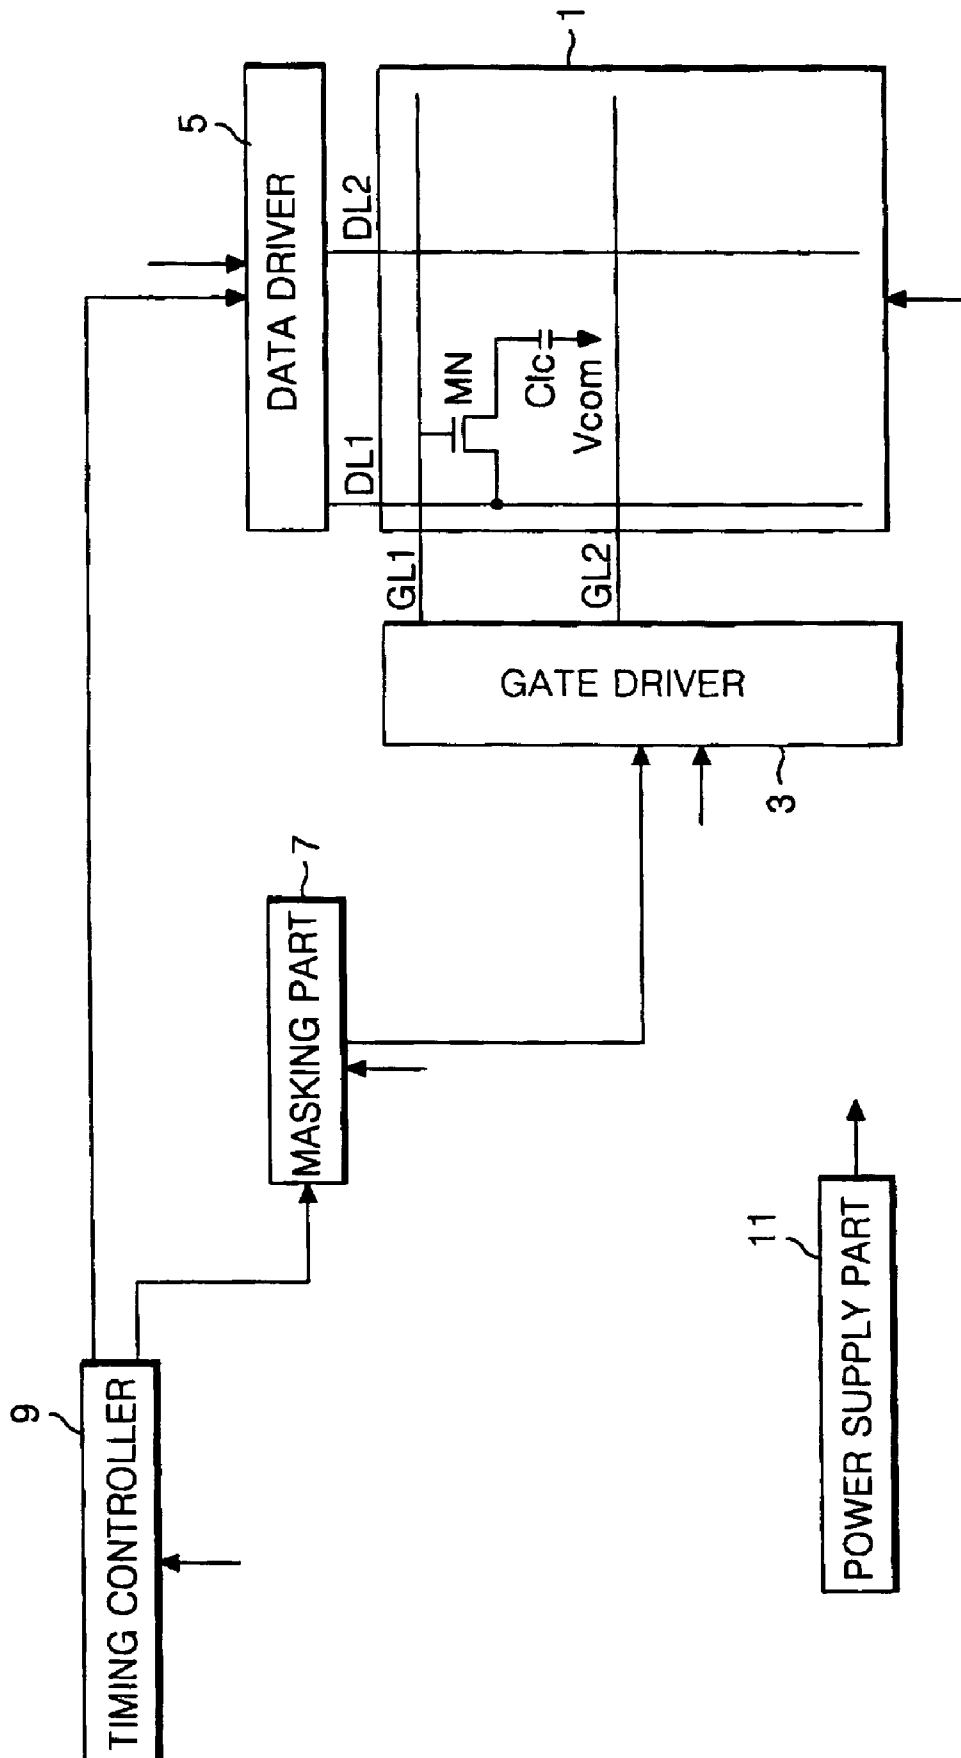 1
5
DATA DRIVER
DL1
DL2
MN
Clc
Vcom
GL1
GL2
GATE DRIVER
3
7
MASKING PART
9
TIMING CONTROLLER
11
POWER SUPPLY PART